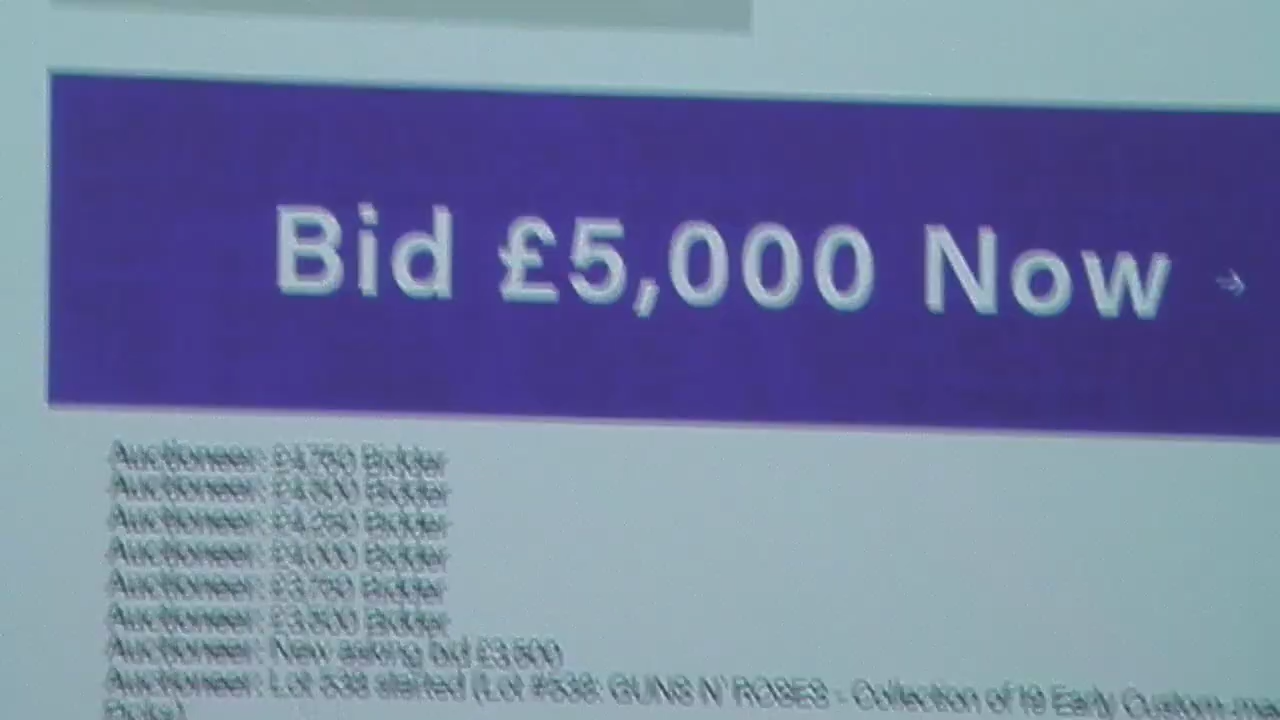 Bid £5,000 Now →
Auctioneer: £4,750 Bidder
Auctioneer: £4,500 Bidder
Auctioneer: £4,250 Bidder
Auctioneer: £4,000 Bidder
Auctioneer: £3,750 Bidder
Auctioneer: £3,500 Bidder
Auctioneer: New asking bid £3,500
Auctioneer: Lot 538 started (Lot #538: GUNS N' ROSES - Collection of 19 Early Custom-ma
Picks)